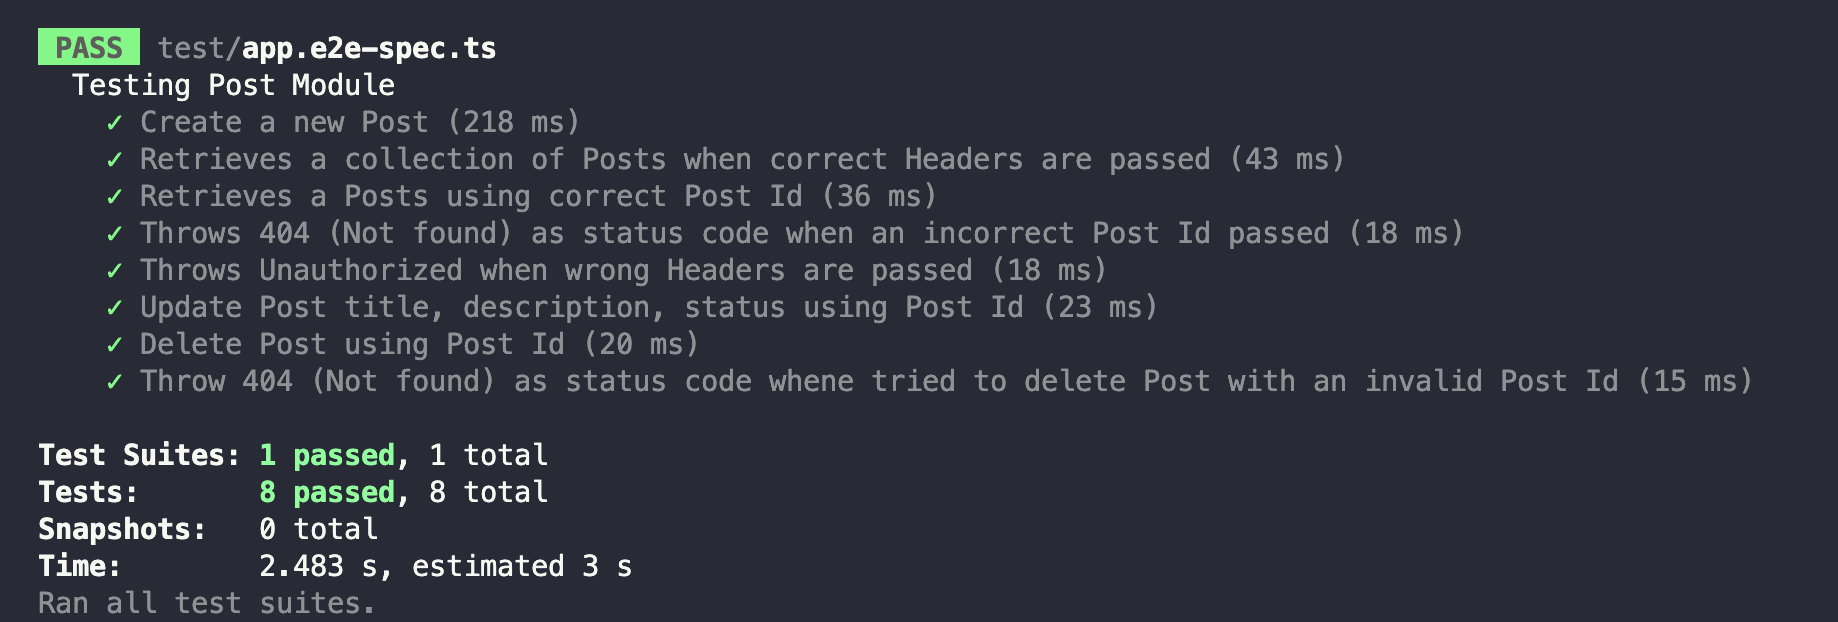 PASS test/app.e2e-spec.ts
Testing Post Module
✓ Create a new Post (218 ms)
✓ Retrieves a collection of Posts when correct Headers are passed (43 ms)
✓ Retrieves a Posts using correct Post Id (36 ms)
✓ Throws 404 (Not found) as status code when an incorrect Post Id passed (18 ms)
✓ Throws Unauthorized when wrong Headers are passed (18 ms)
✓ Update Post title, description, status using Post Id (23 ms)
✓ Delete Post using Post Id (20 ms)
✓ Throw 404 (Not found) as status code whene tried to delete Post with an invalid Post Id (15 ms)
Test Suites: 1 passed, 1 total
Tests: 8 passed, 8 total
Snapshots: 0 total
Time: 2.483 s, estimated 3 s
Ran all test suites.